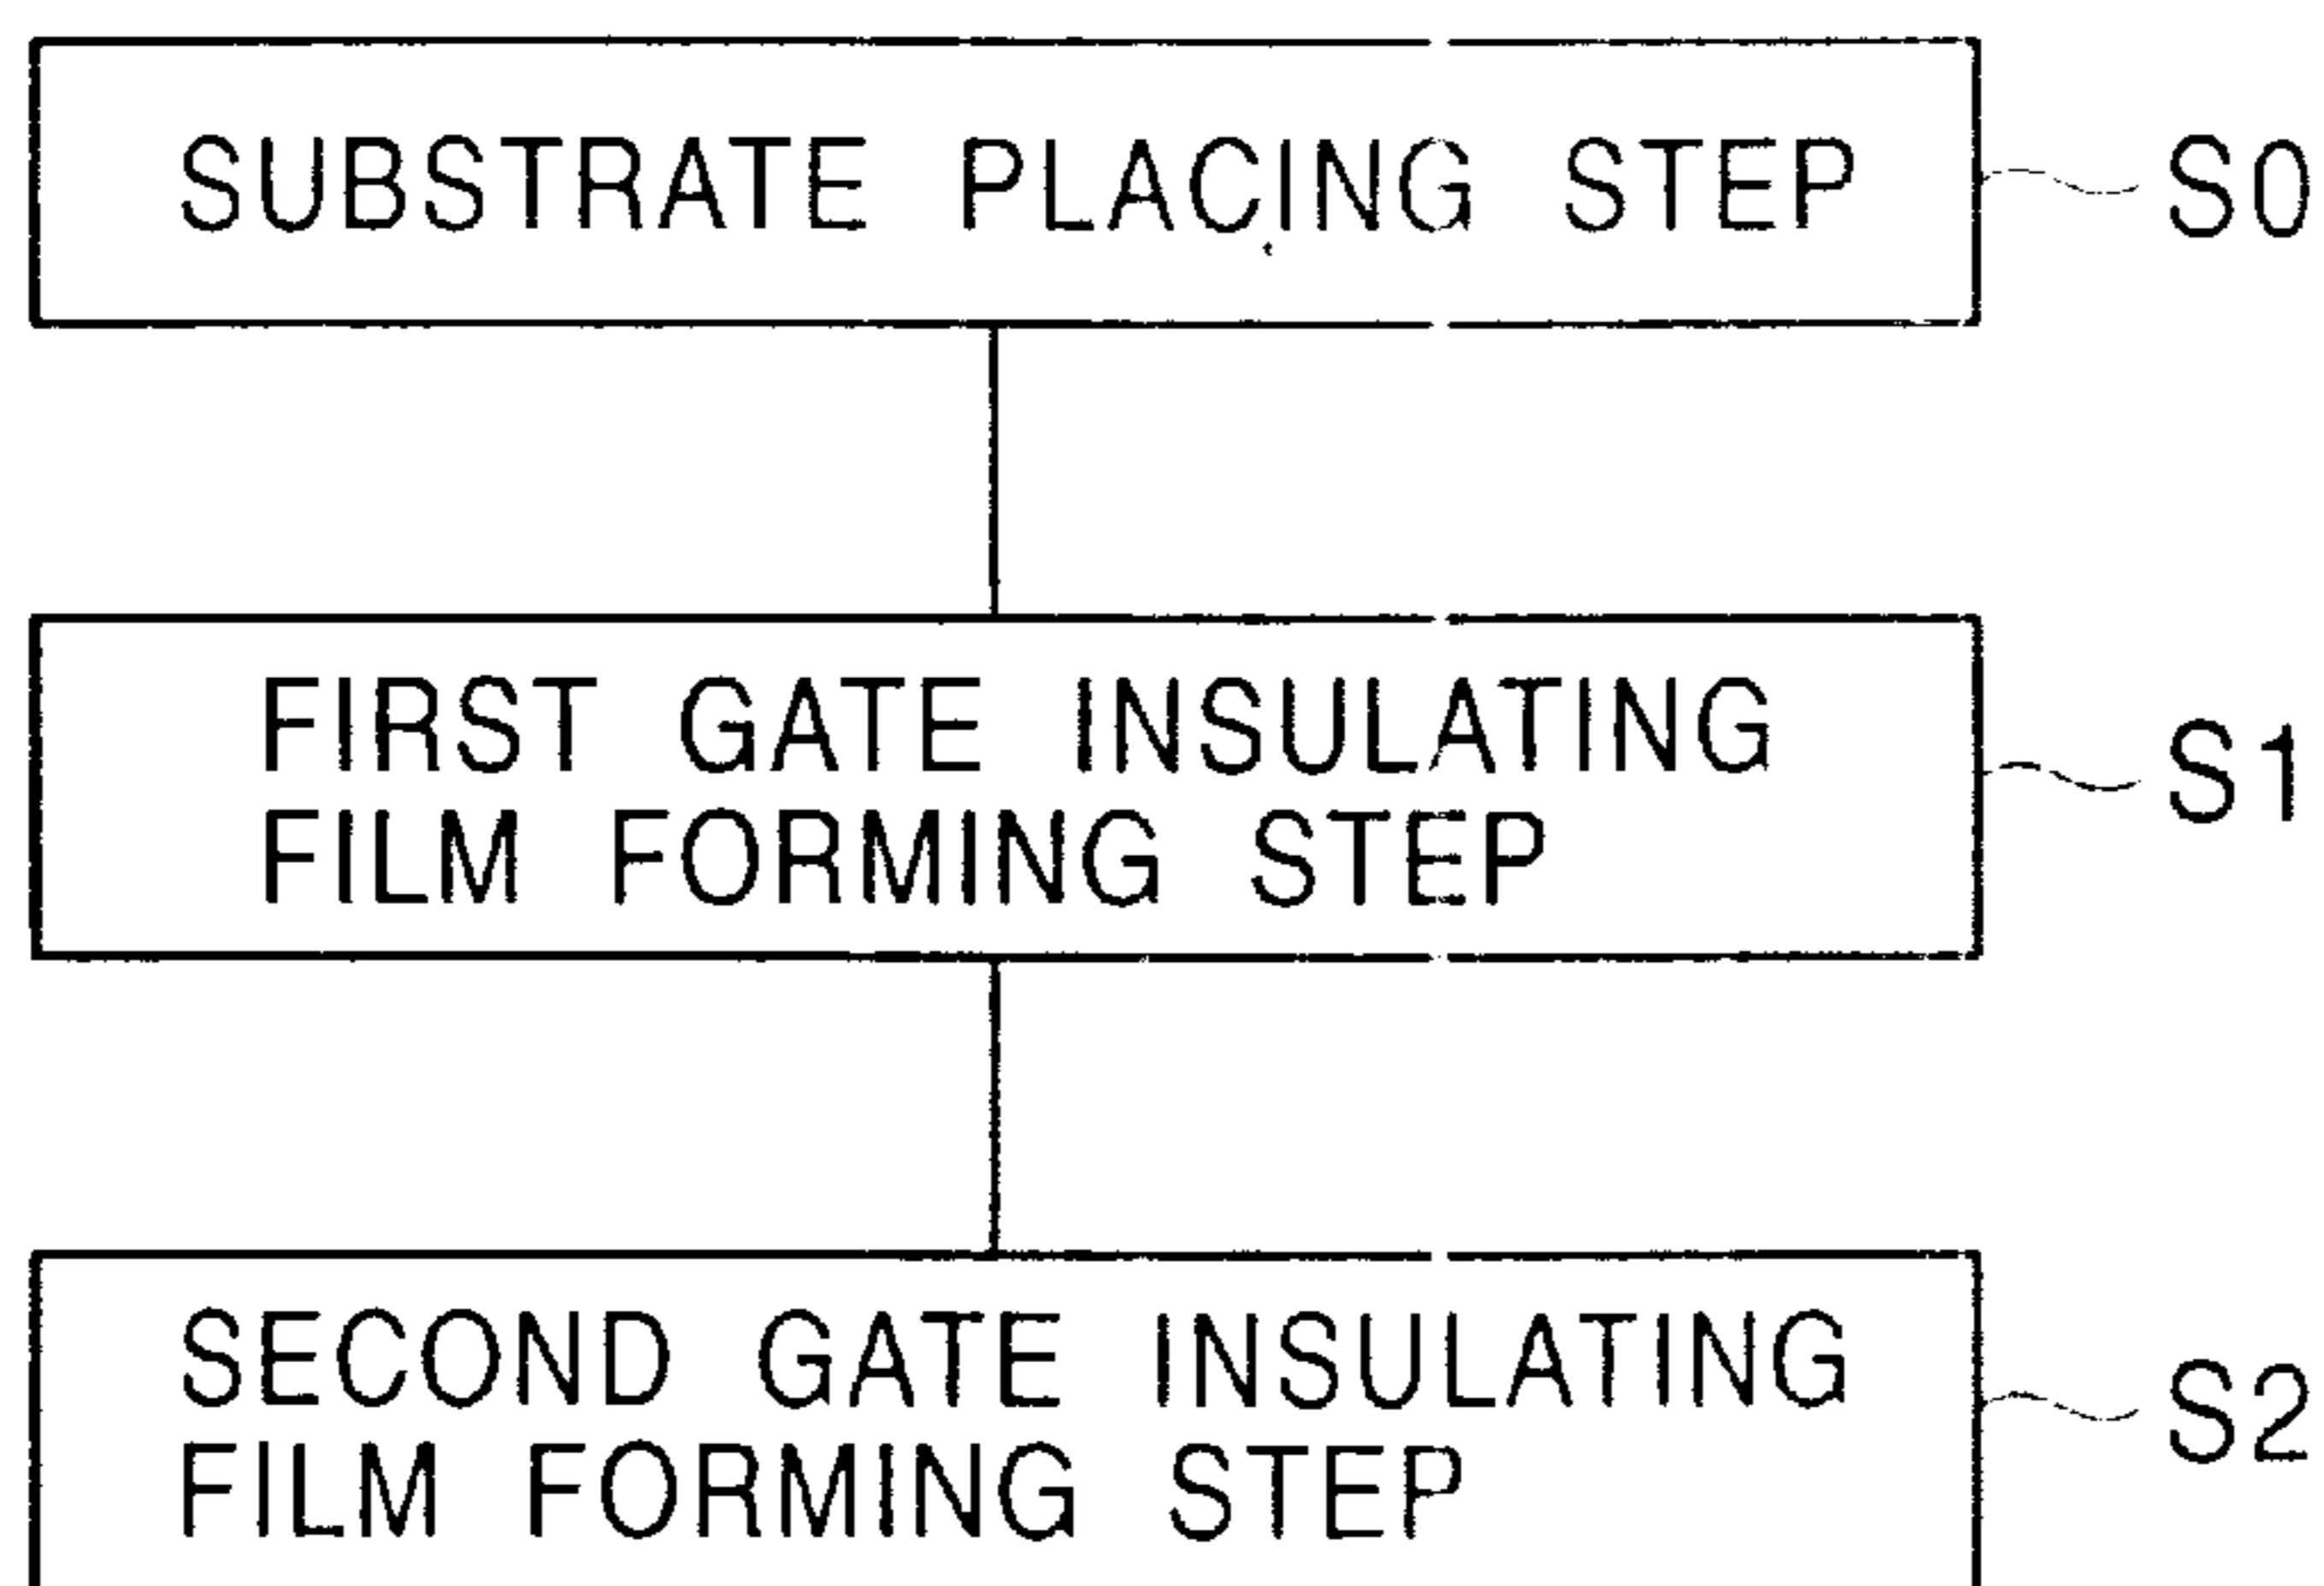 SUBSTRATE PLACING STEP
S0
FIRST GATE INSULATING
FILM FORMING STEP
S1
SECOND GATE INSULATING
FILM FORMING STEP
S2